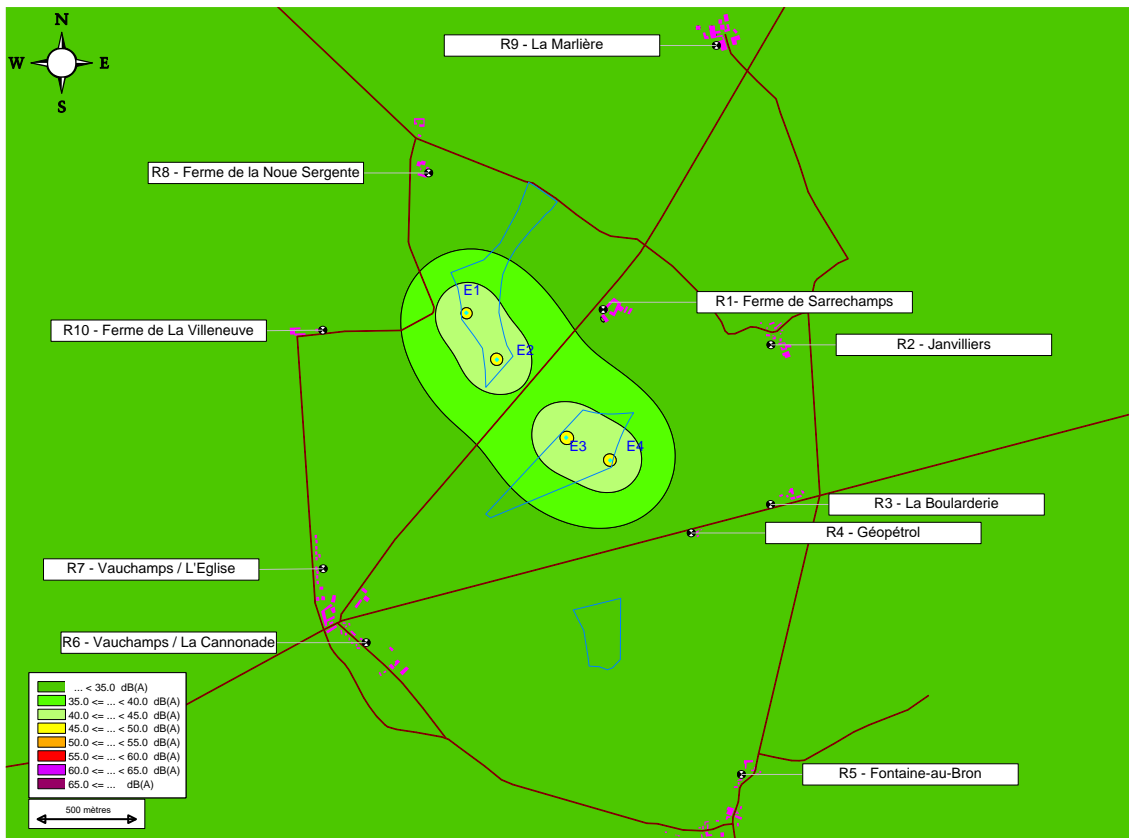 N
W
E
S
R9 - La Marlière
R8 - Ferme de la Noue Sergente
E1
R1- Ferme de Sarrechamps
R10 - Ferme de La Villeneuve
R2 - Janvilliers
E2
E3
E4
R3 - La Boularderie
R4 - Géopétrol
R7 - Vauchamps / L'Eglise
R6 - Vauchamps / La Cannonade
... < 35.0 dB(A)
35.0 <= ... < 40.0 dB(A)
40.0 <= ... < 45.0 dB(A)
45.0 <= ... < 50.0 dB(A)
50.0 <= ... < 55.0 dB(A)
55.0 <= ... < 60.0 dB(A)
60.0 <= ... < 65.0 dB(A)
65.0 <= ... dB(A)
R5 - Fontaine-au-Bron
500 mètres